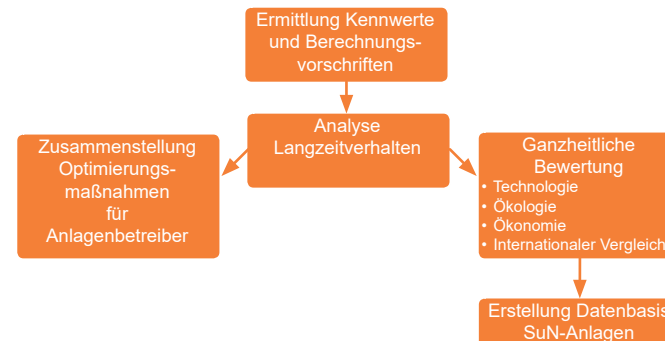 Ermittlung Kennwerte
und Berechnungs-
vorschriften
Analyse
Langzeitverhalten
Zusammenstellung
Optimierungs-
maßnahmen
für
Anlagenbetreiber
Ganzheitliche
Bewertung
• Technologie
• Ökologie
• Ökonomie
• Internationaler Vergleich
Erstellung Datenbasis
SuN-Anlagen